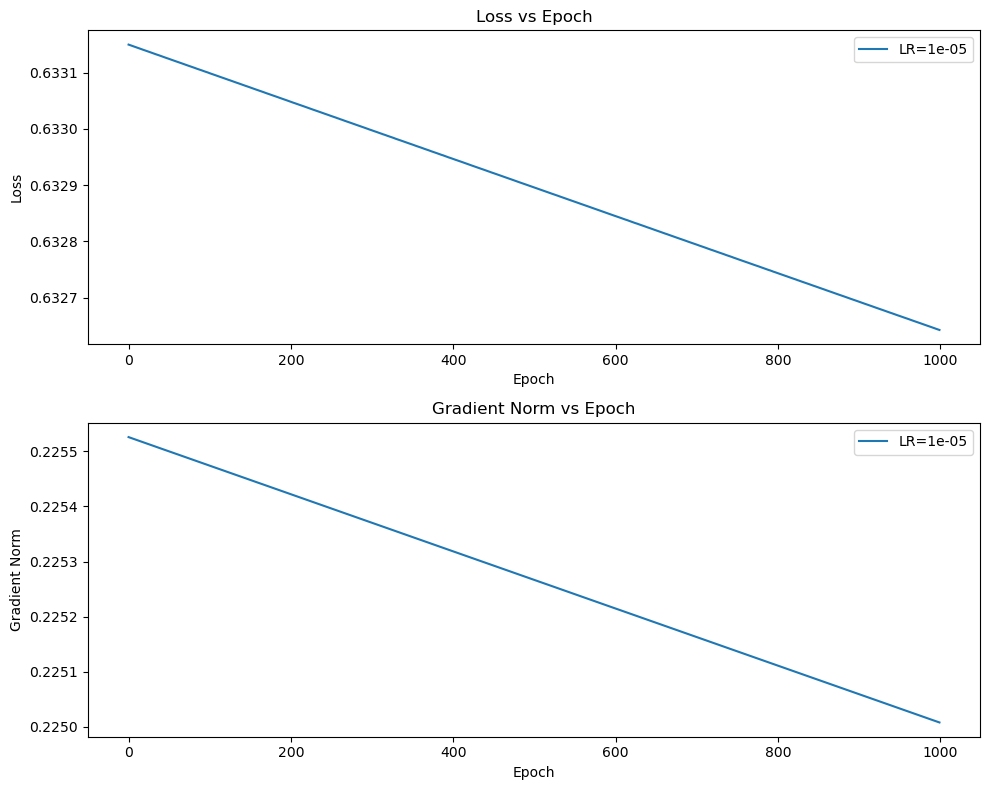 Loss vs Epoch
LR=1e-05
0.6331
0.6330
0.6329
0.6328
0.6327
Loss
0 200 400 600 800 1000
Epoch
Gradient Norm vs Epoch
LR=1e-05
0.2255
0.2254
0.2253
0.2252
0.2251
0.2250
Gradient Norm
0 200 400 600 800 1000
Epoch